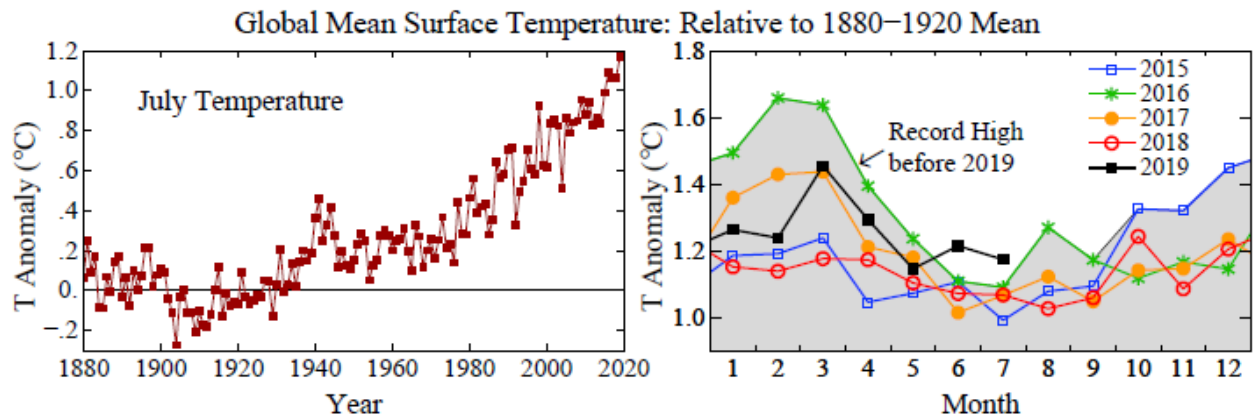 Global Mean Surface Temperature: Relative to 1880−1920 Mean
T Anomaly (°C)
1.2
1.0
.8
.6
.4
.2
0.
−.2
July Temperature
1880 1900 1920 1940 1960 1980 2000 2020
Year
T Anomaly (°C)
1.8
1.6
1.4
1.2
1.0
2015
2016
2017
2018
2019
Record High
before 2019
1 2 3 4 5 6 7 8 9 10 11 12
Month